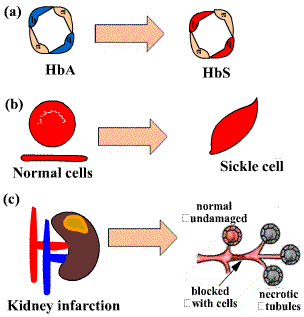 (a)
HbA
HbS
(b)
Normal cells
Sickle cell
(c)
normal
undamaged
blocked
with cells
necrotic
tubules
Kidney infarction